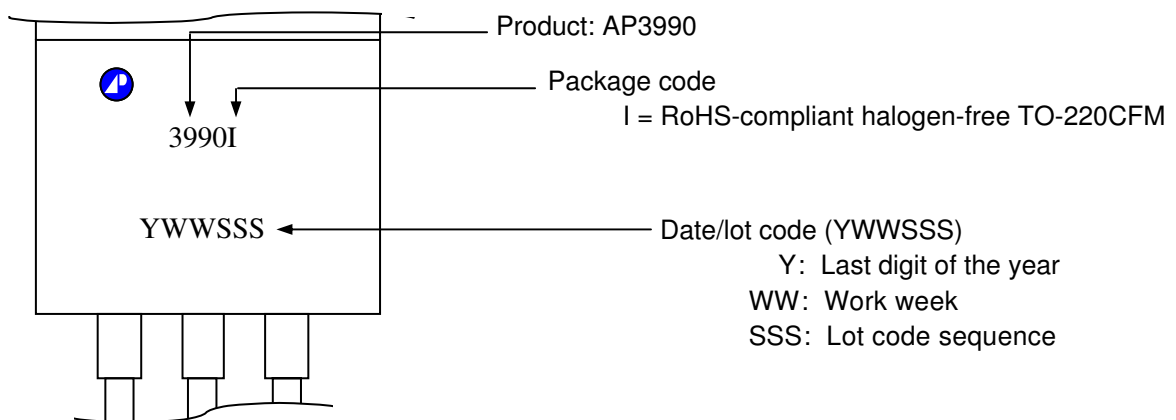 Product: AP3990
Package code
I = RoHS-compliant halogen-free TO-220CFM
3990I
YWWSSS
Date/lot code (YWWSSS)
Y: Last digit of the year
WW: Work week
SSS: Lot code sequence